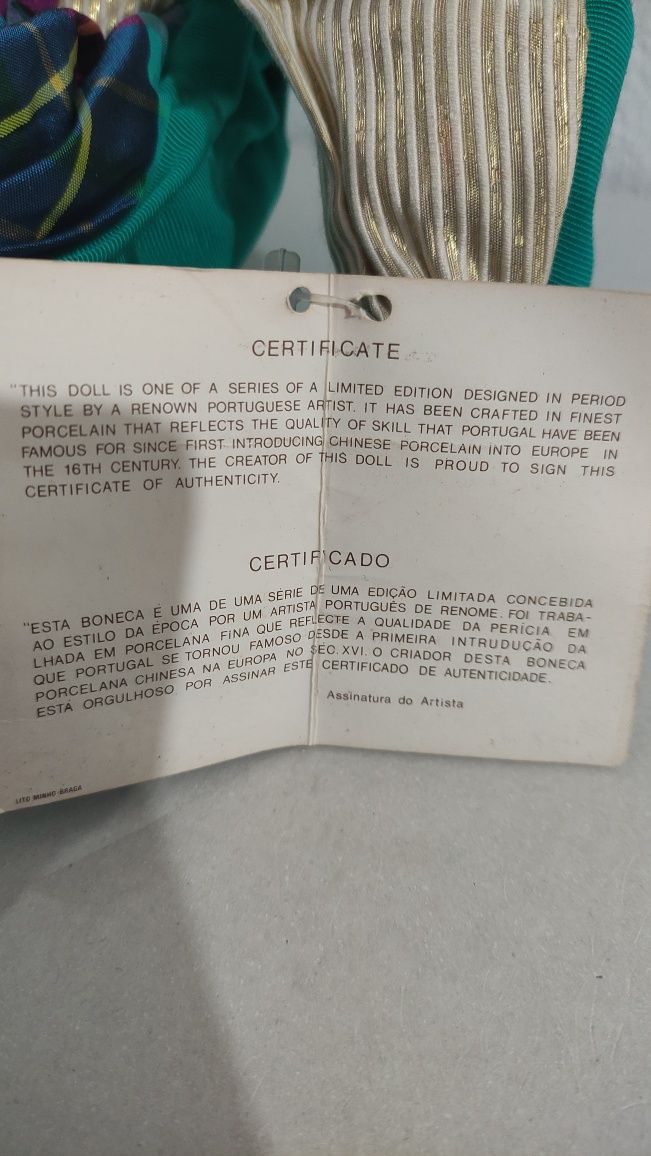 CERTIFICATE
"THIS DOLL IS ONE OF A SERIES OF A LIMITED EDITION DESIGNED IN PERIOD
STYLE BY A RENOWN PORTUGUESE ARTIST. IT HAS BEEN CRAFTED IN FINEST
PORCELAIN THAT REFLECTS THE QUALITY OF SKILL THAT PORTUGAL HAVE BEEN
FAMOUS FOR SINCE FIRST INTRODUCING CHINESE PORCELAIN INTO EUROPE IN
THE 16TH CENTURY. THE CREATOR OF THIS DOLL IS PROUD TO SIGN THIS
CERTIFICATE OF AUTHENTICITY.
CERTIFICADO
"ESTA BONECA É UMA DE UMA SÉRIE DE UMA EDIÇÃO LIMITADA CONCEBIDA
AO ESTILO DA ÉPOCA POR UM ARTISTA PORTUGUÊS DE RENOME. FOI TRABA-
LHADA EM PORCELANA FINA QUE REFLECTE A QUALIDADE DA PERÍCIA EM
QUE PORTUGAL SE TORNOU FAMOSO DESDE A PRIMEIRA INTRUDUÇÃO DA
PORCELANA CHINESA NA EUROPA NO SÉC. XVI. O CRIADOR DESTA BONECA
ESTÁ ORGULHOSO POR ASSINAR ESTE CERTIFICADO DE AUTENTICIDADE.
Assinatura do Artista
LITO MINHO-BRAGA